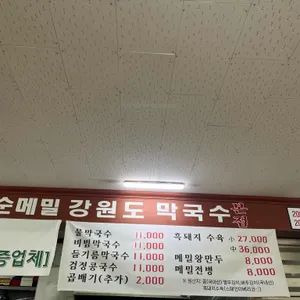 순메밀 강원도 막국수
증업체]
물막국수 11,000
비빔막국수 11,000
들기름막국수 11,000
검정콩국수 11,000
곱빼기(추가) 2,000
흑돼지 수육 小 27,000
中 36,000
메밀왕만두 8,000
메밀전병 8,000